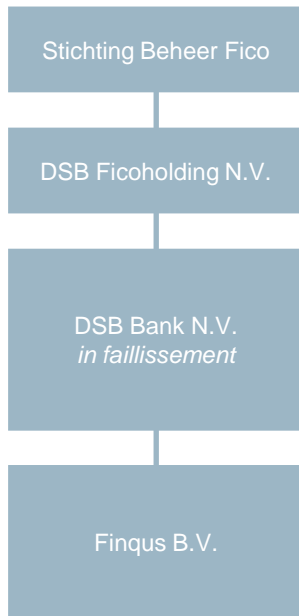 Stichting Beheer Fico
DSB Ficoholding N.V.
DSB Bank N.V.
in faillissement
Finqus B.V.